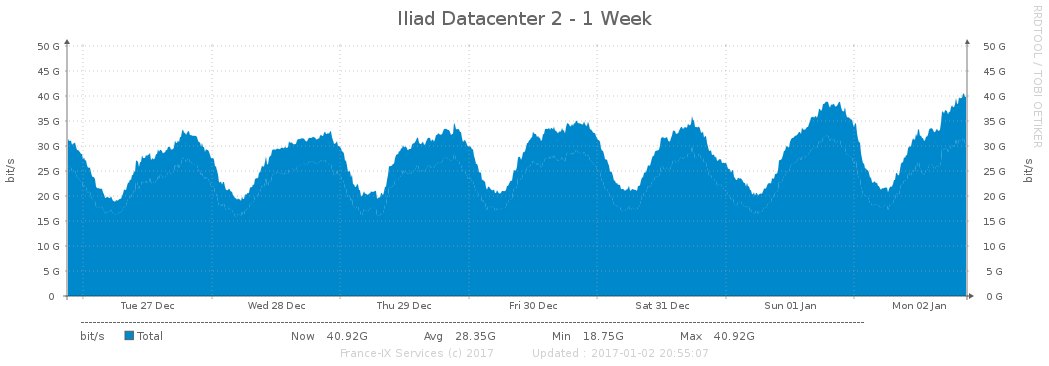 Iliad Datacenter 2 - 1 Week
RRDTOOL / TOBI OETIKER
50 G 50 G
45 G 45 G
40 G 40 G
35 G 35 G
30 G 30 G
25 G 25 G
20 G 20 G
15 G 15 G
10 G 10 G
5 G 5 G
0 0 G
bit/s bit/s
Tue 27 Dec Wed 28 Dec Thu 29 Dec Fri 30 Dec Sat 31 Dec Sun 01 Jan Mon 02 Jan
bit/s Total Now 40.92G Avg 28.35G Min 18.75G Max 40.92G
France-IX Services (c) 2017 Updated : 2017-01-02 20:55:07